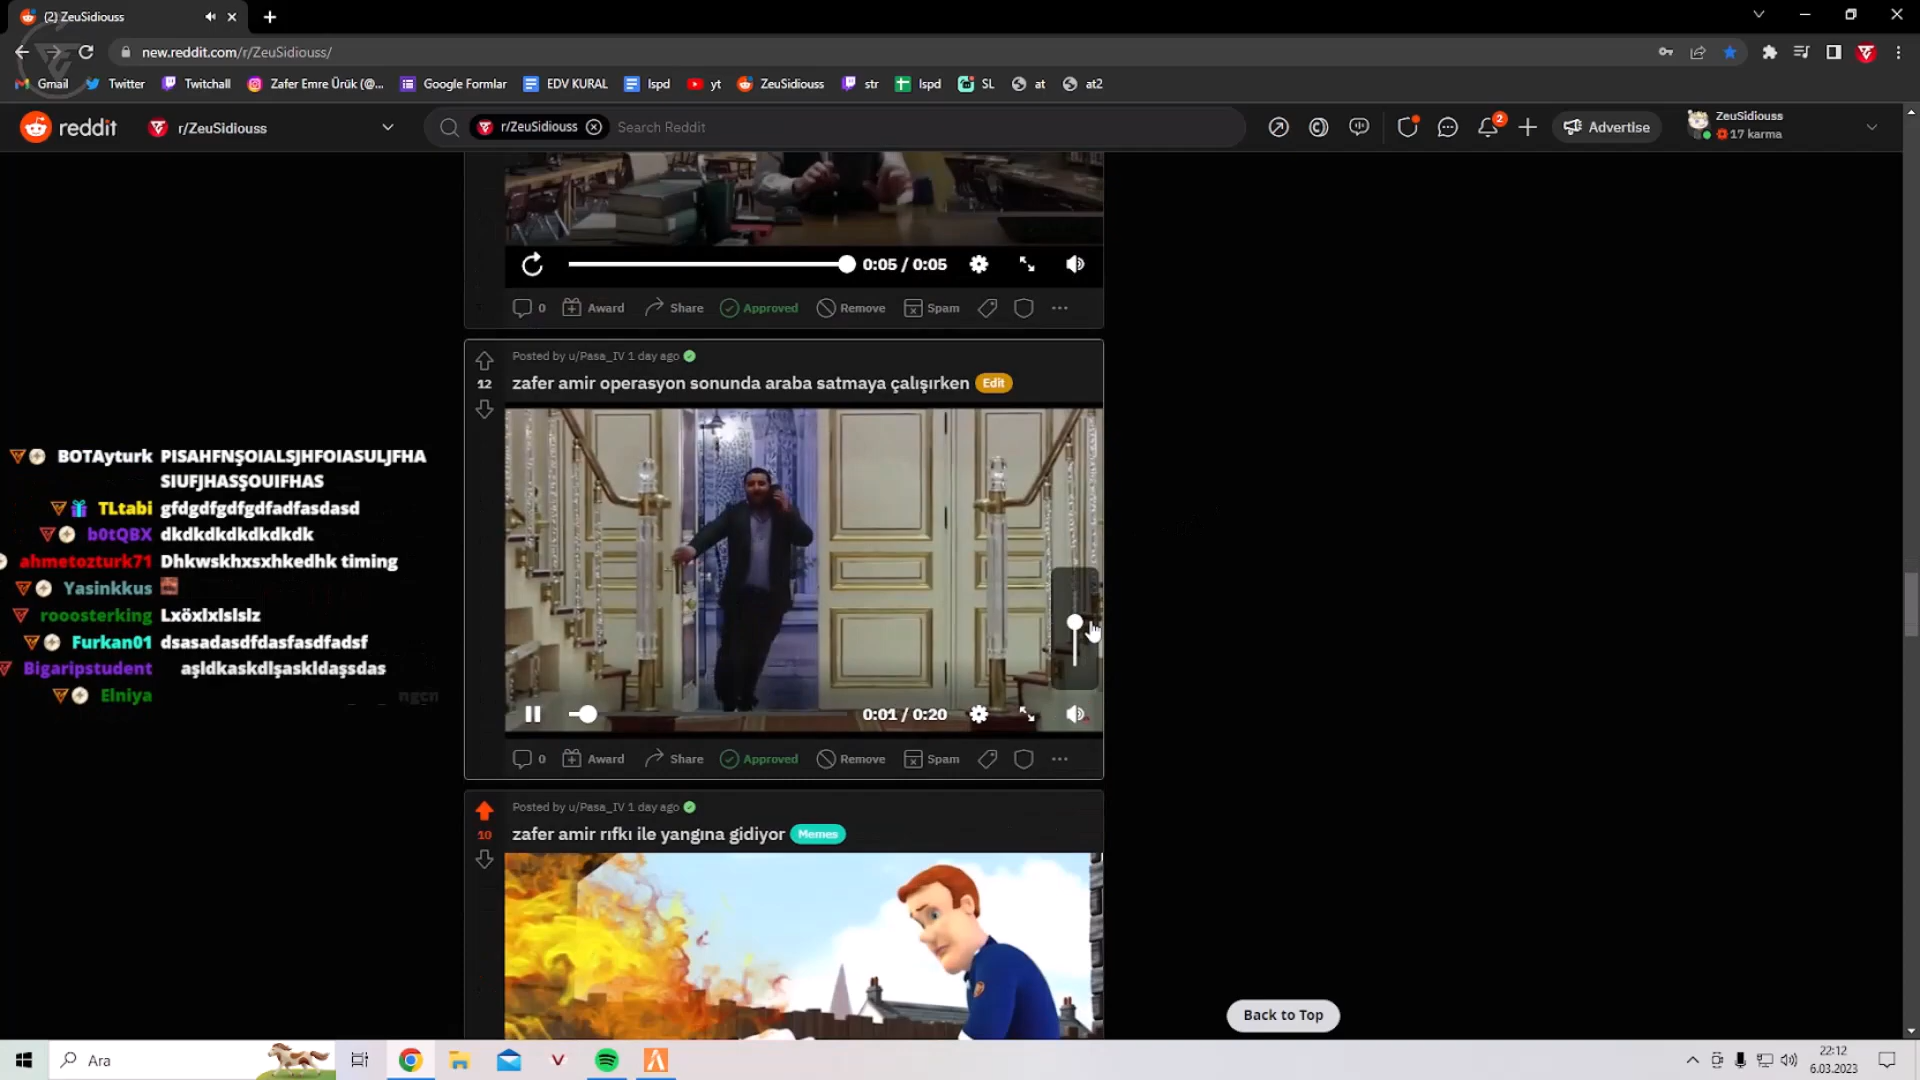 (2) ZeuSidiouss
new.reddit.com/r/ZeuSidiouss/
Gmail Twitter Twitchall Zafer Emre Ürük (@... Google Formlar EDV KURAL lspd yt ZeuSidiouss str lspd SL at at2
reddit r/ZeuSidiouss r/ZeuSidiouss Search Reddit 2 Advertise ZeuSidiouss
17 karma
0:05 / 0:05
0 Award Share Approved Remove Spam
Posted by u/Pasa_IV 1 day ago
12 zafer amir operasyon sonunda araba satmaya çalışırken Edit
BOTAyturk PISAHFNŞOIALSJHFOIASULJFHA
SIUFJHASŞOUIFHAS
TLtabi gfdgdfgdfgdfadfasdasd
b0tQBX dkdkdkdkdkdkdk
ahmetozturk71 Dhkwskhxsxhkedhk timing
Yasinkkus
rooosterking Lxöxlxlslslz
Furkan01 dsasadasdfdasfasdfadsf
Bigaripstudent aşldkaskdlşaskldaşsdas
Elniya
0:01 / 0:20
0 Award Share Approved Remove Spam
Posted by u/Pasa_IV 1 day ago
10 zafer amir rıfkı ile yangına gidiyor Memes
Back to Top
Ara
22:12
6.03.2023